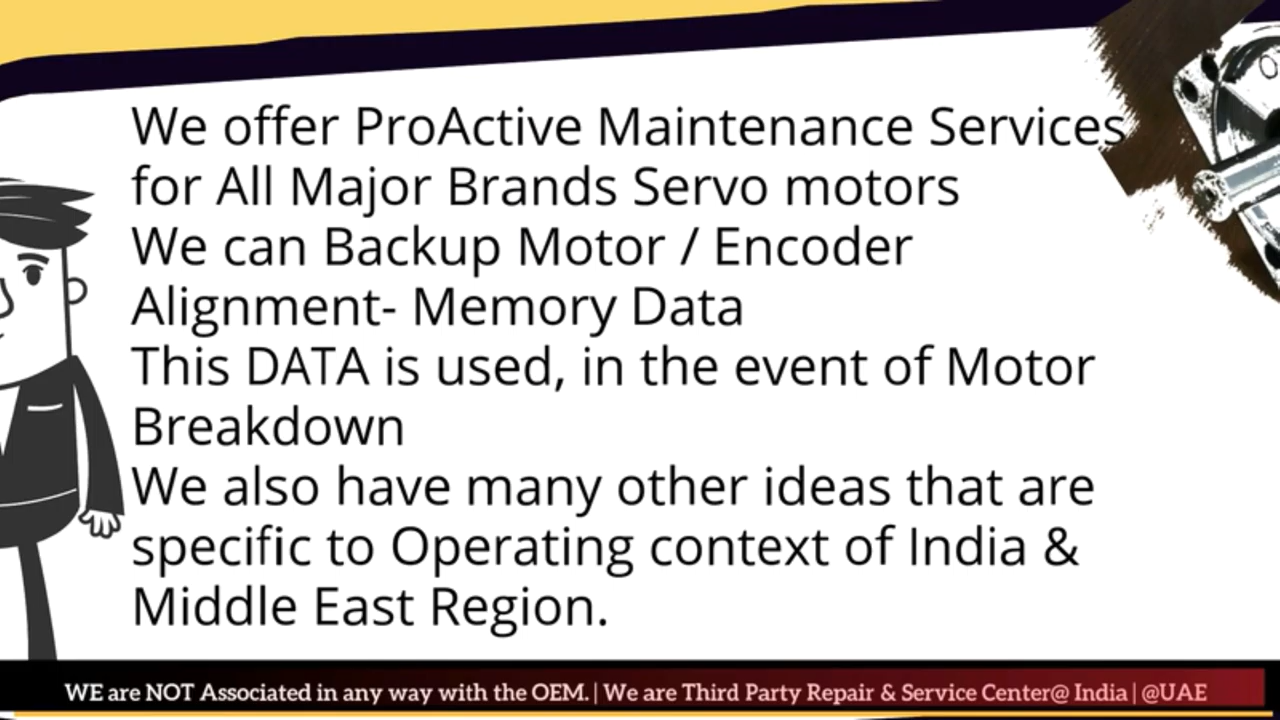 We offer ProActive Maintenance Services
for All Major Brands Servo motors
We can Backup Motor / Encoder
Alignment- Memory Data
This DATA is used, in the event of Motor
Breakdown
We also have many other ideas that are
specific to Operating context of India &
Middle East Region.
WE are NOT Associated in any way with the OEM. | We are Third Party Repair & Service Center@ India | @UAE